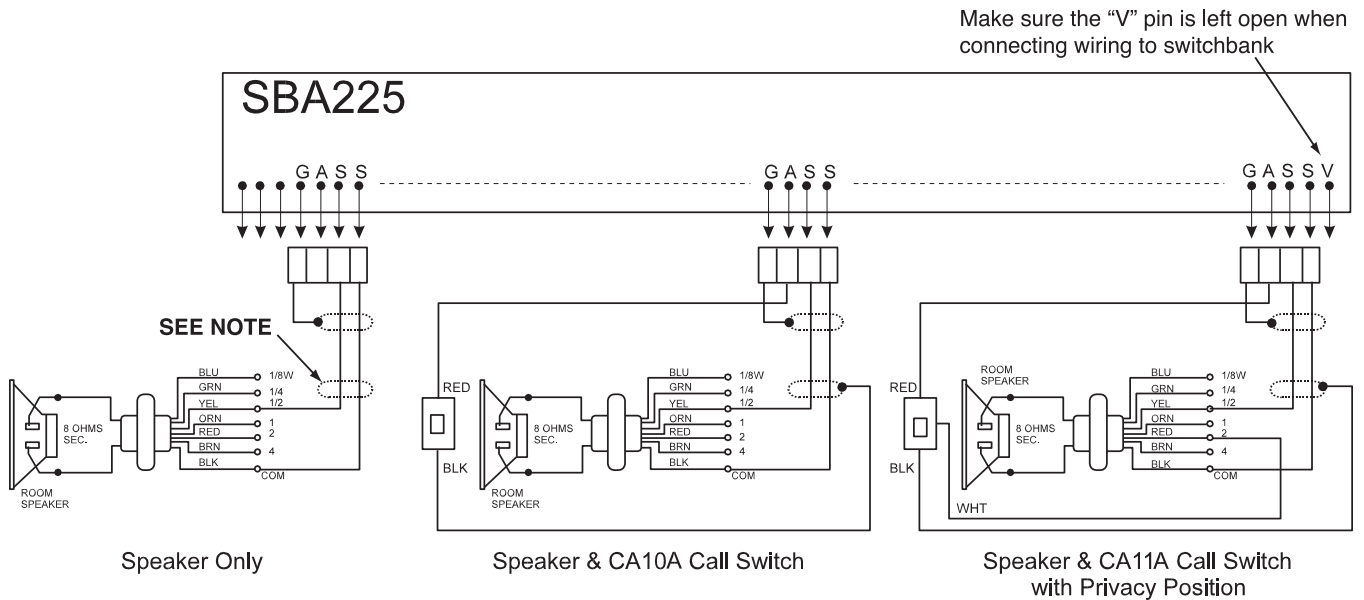 Make sure the “V” pin is left open when
connecting wiring to switchbank
SBA225
G A S S
G A S S
G A S S V
SEE NOTE
BLU 1/8W
GRN 1/4
YEL 1/2
ORN 1
RED 2
BRN 4
BLK
COM
8 OHMS
SEC.
ROOM
SPEAKER
Speaker Only
RED
BLK
BLU 1/8W
GRN 1/4
YEL 1/2
ORN 1
RED 2
BRN 4
BLK
COM
8 OHMS
SEC.
ROOM
SPEAKER
Speaker & CA10A Call Switch
RED
BLK
WHT
ROOM
SPEAKER
BLU 1/8W
GRN 1/4
YEL 1/2
ORN 1
RED 2
BRN 4
BLK
COM
8 OHMS
SEC.
Speaker & CA11A Call Switch
with Privacy Position